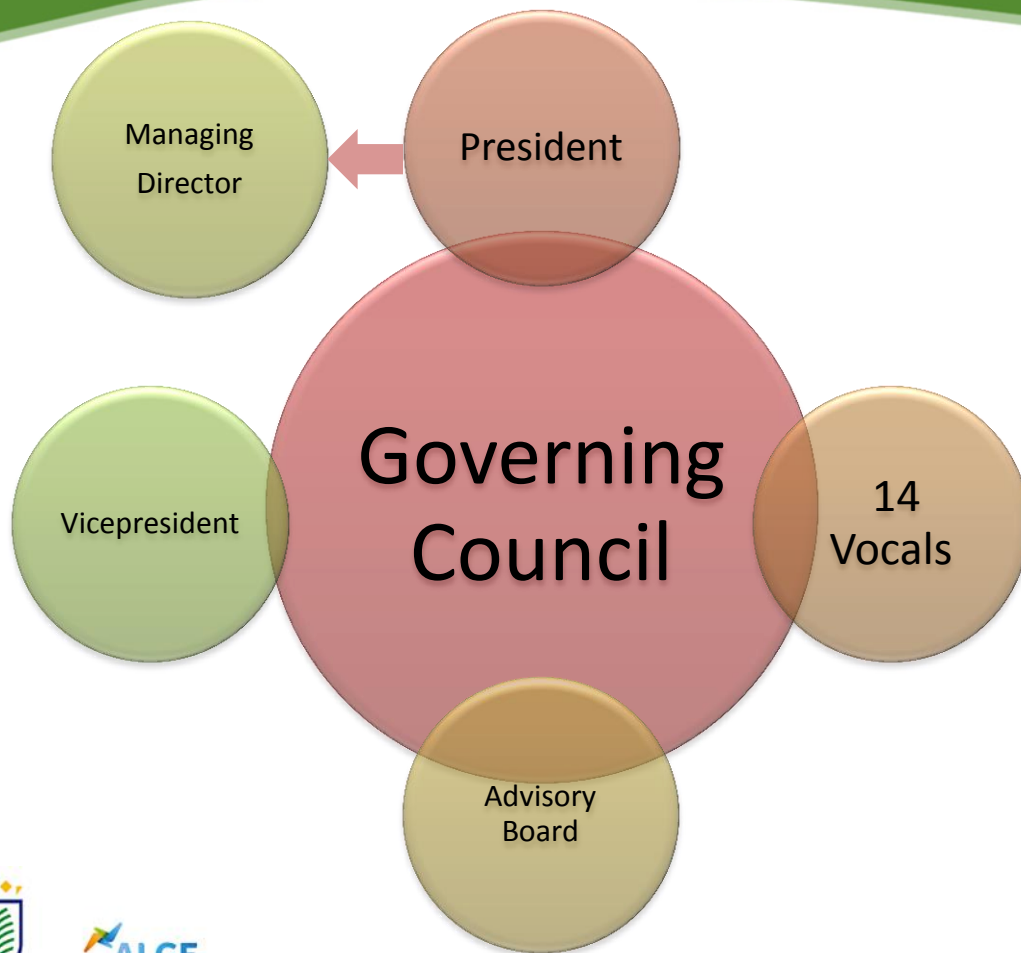 Managing
Director
President
Governing
Council
Vicepresident
14
Vocals
Advisory
Board